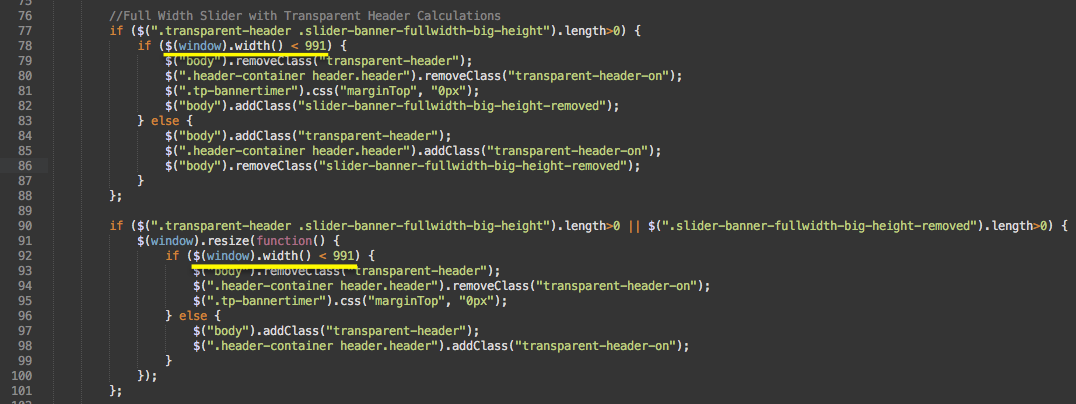 76 //Full Width Slider with Transparent Header Calculations
77 if ($(".transparent-header .slider-banner-fullwidth-big-height").length>0) {
78 if ($(window).width() < 991) {
79 $("body").removeClass("transparent-header");
80 $(".header-container header.header").removeClass("transparent-header-on");
81 $(".tp-bannertimer").css("marginTop", "0px");
82 $("body").addClass("slider-banner-fullwidth-big-height-removed");
83 } else {
84 $("body").addClass("transparent-header");
85 $(".header-container header.header").addClass("transparent-header-on");
86 $("body").removeClass("slider-banner-fullwidth-big-height-removed");
87 }
88 };
89
90 if ($(".transparent-header .slider-banner-fullwidth-big-height").length>0 || $(".slider-banner-fullwidth-big-height-removed").length>0) {
91 $(window).resize(function() {
92 if ($(window).width() < 991) {
93 $("body").removeClass("transparent-header");
94 $(".header-container header.header").removeClass("transparent-header-on");
95 $(".tp-bannertimer").css("marginTop", "0px");
96 } else {
97 $("body").addClass("transparent-header");
98 $(".header-container header.header").addClass("transparent-header-on");
99 }
100 });
101 };